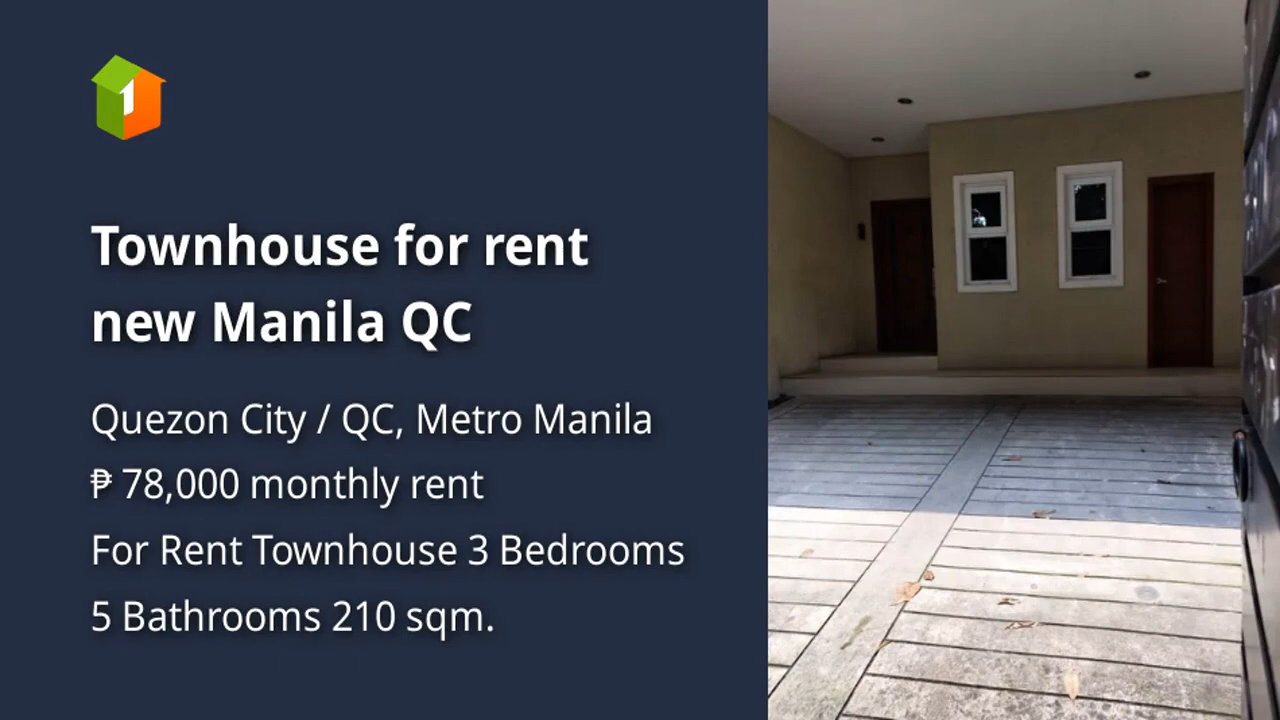 Townhouse for rent
new Manila QC
Quezon City / QC, Metro Manila
₱ 78,000 monthly rent
For Rent Townhouse 3 Bedrooms
5 Bathrooms 210 sqm.